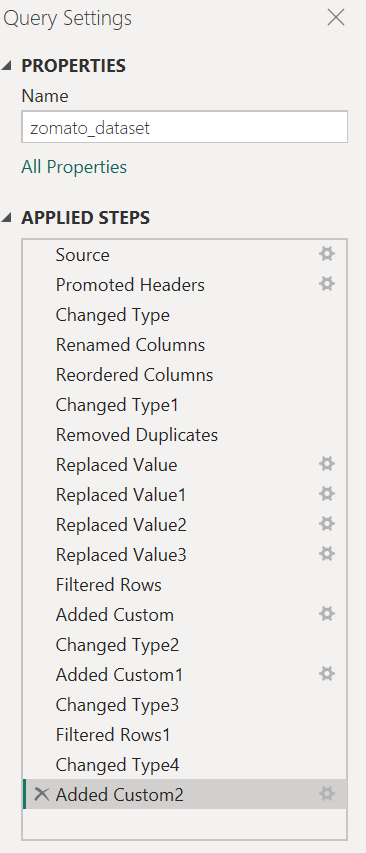 Query Settings
PROPERTIES
Name
zomato_dataset
All Properties
APPLIED STEPS
Source
Promoted Headers
Changed Type
Renamed Columns
Reordered Columns
Changed Type1
Removed Duplicates
Replaced Value
Replaced Value1
Replaced Value2
Replaced Value3
Filtered Rows
Added Custom
Changed Type2
Added Custom1
Changed Type3
Filtered Rows1
Changed Type4
Added Custom2